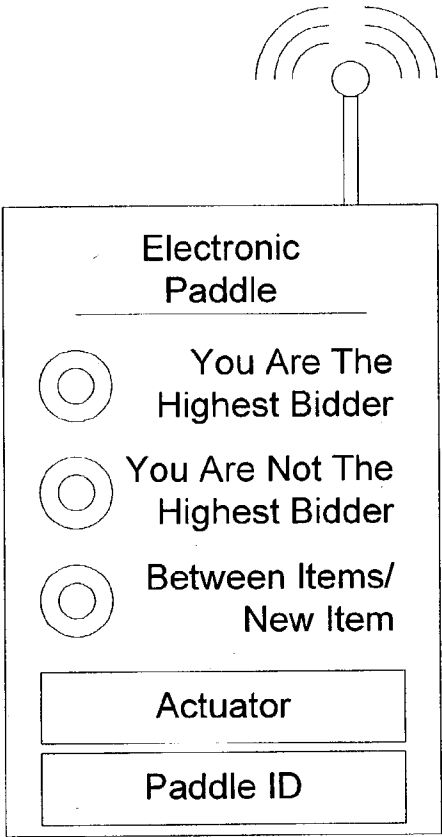 Electronic
Paddle
You Are The
Highest Bidder
You Are Not The
Highest Bidder
Between Items/
New Item
Actuator
Paddle ID